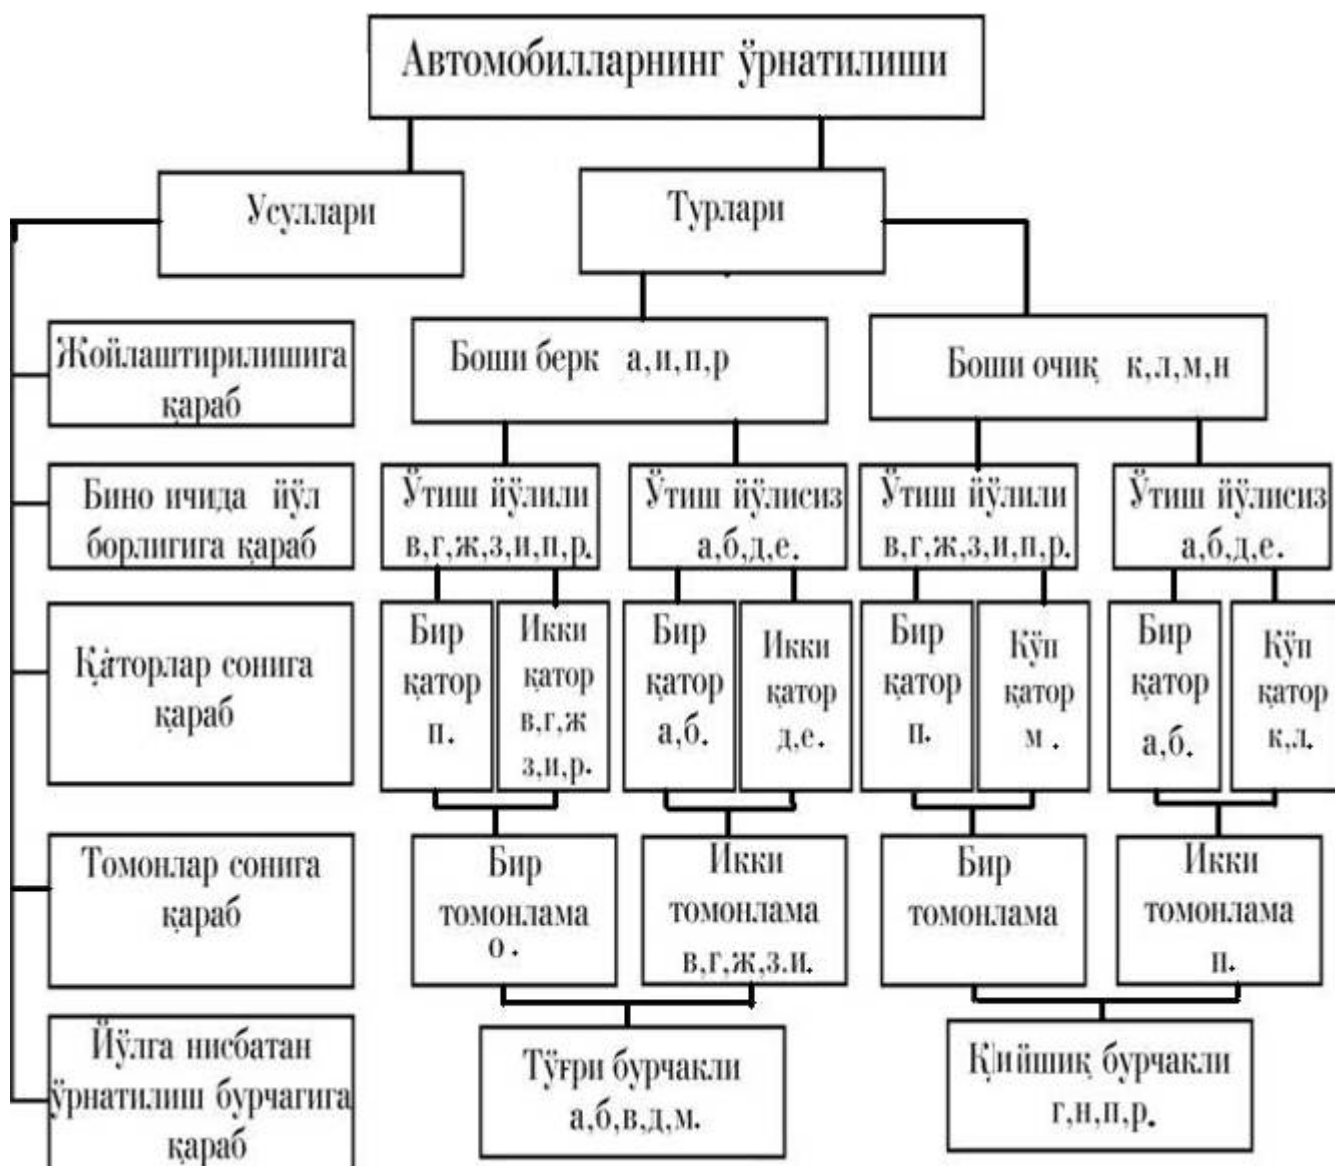 Автомобилларнинг ўрнатилиши
Усуллари
Турлари
Жойлаштирилишига
қараб
Боши берк а,и,п,р
Боши очиқ к,л,м,н
Бино ичида йўл
борлигига қараб
Ўтиш йўлили
в,г,ж,з,и,п,р.
Ўтиш йўлисиз
а,б,д,е.
Ўтиш йўлили
в,г,ж,з,и,п,р.
Ўтиш йўлисиз
а,б,д,е.
Қаторлар сонига
қараб
Бир
қатор
п.
Икки
қатор
в,г,ж
з,и,р.
Бир
қатор
а,б.
Икки
қатор
д,е.
Бир
қатор
п.
Кўп
қатор
м .
Бир
қатор
а,б.
Кўп
қатор
к,л.
Томонлар сонига
қараб
Бир
томонлама
о .
Икки
томонлама
в,г,ж,з.и.
Бир
томонлама
Икки
томонлама
п.
Йўлга нисбатан
ўрнатилиш бурчагига
қараб
Тўғри бурчакли
а,б,в,д,м.
Қийшиқ бурчакли
г,н,п,р.